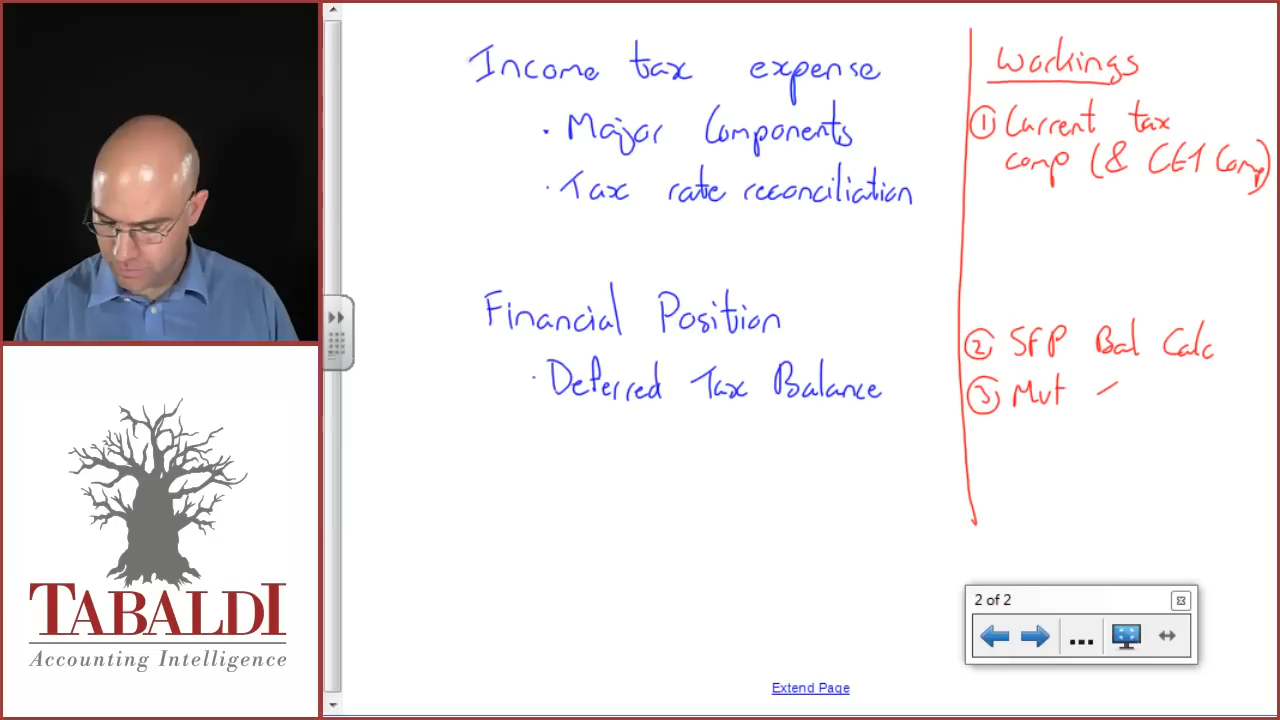 Income tax expense
· Major Components
· Tax rate reconciliation
Financial Position
· Deferred Tax Balance
Workings
① Current tax
comp (& CGT Comp)
② SFP Bal Calc
③ Mvt
TABALDI
Accounting Intelligence
2 of 2
...
Extend Page